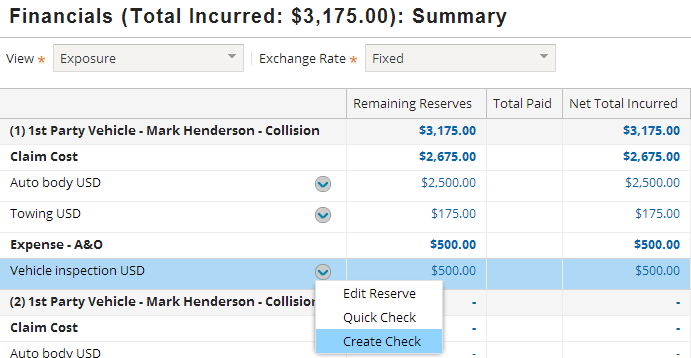 Financials (Total Incurred: $3,175.00): Summary
View * Exposure Exchange Rate * Fixed
Remaining Reserves Total Paid Net Total Incurred
(1) 1st Party Vehicle - Mark Henderson - Collision $3,175.00 $3,175.00
Claim Cost $2,675.00 $2,675.00
Auto body USD $2,500.00 $2,500.00
Towing USD $175.00 $175.00
Expense - A&O $500.00 $500.00
Vehicle inspection USD $500.00 $500.00
Edit Reserve
(2) 1st Party Vehicle - Mark Henderson - Collision - -
Quick Check
Claim Cost - -
Create Check
Auto body USD